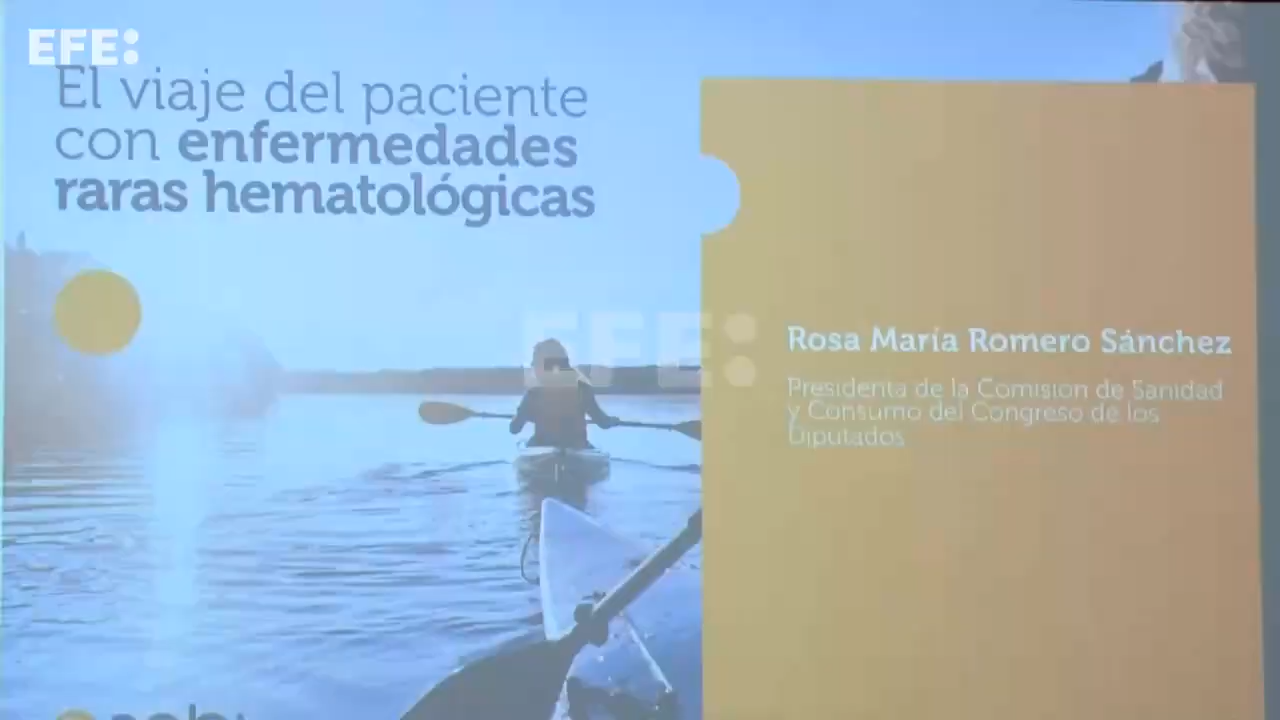 EFE:
El viaje del paciente
con enfermedades
raras hematológicas
EFE:
Rosa María Romero Sánchez
Presidenta de la Comisión de Sanidad
y Consumo del Congreso de los
Diputados